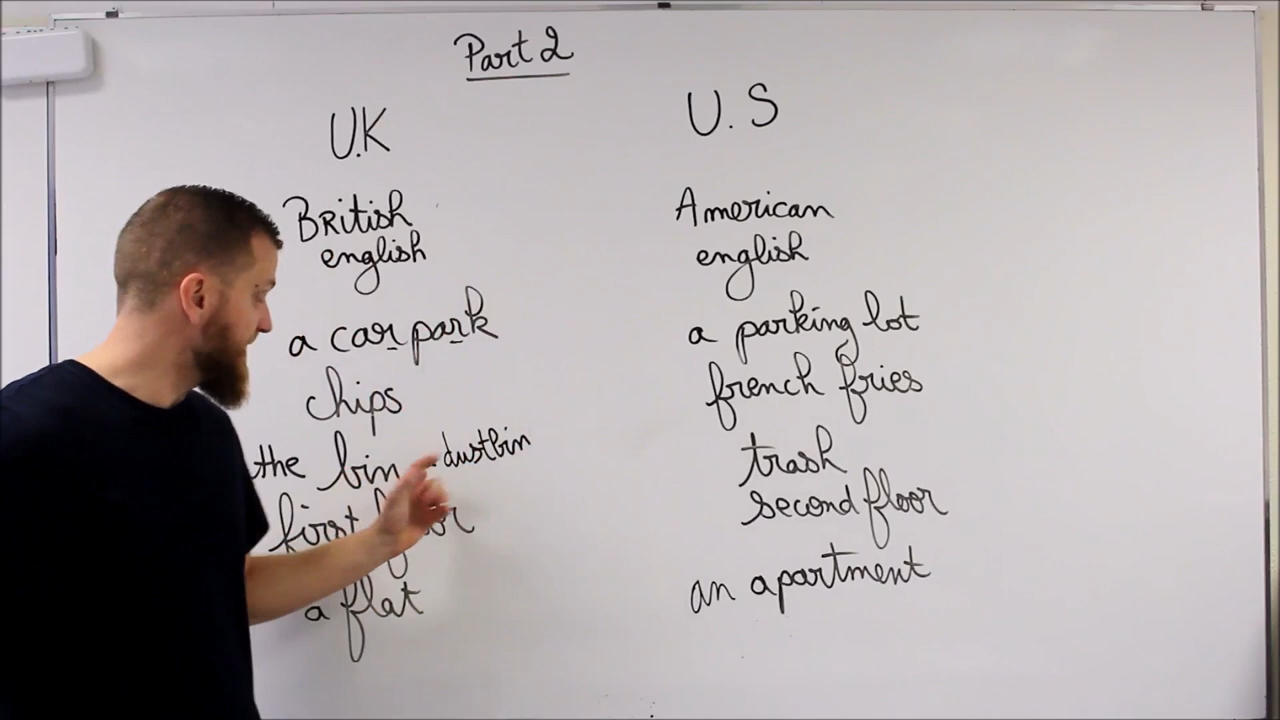 Part 2
U.K
British
english
a car park
chips
the bin - dustbin
first floor
a flat
U.S
American
english
a parking lot
french fries
trash
second floor
an apartment